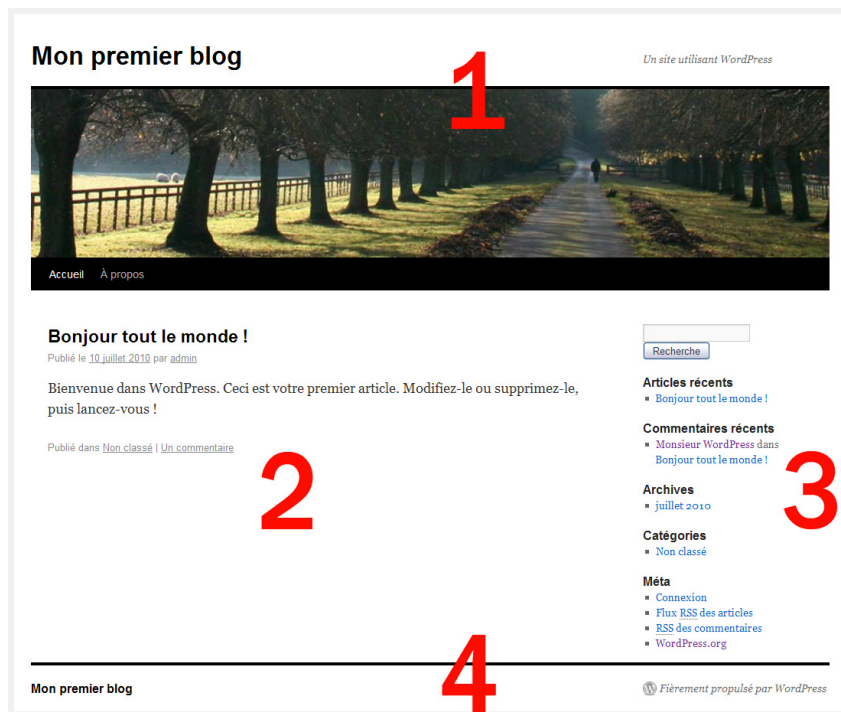 Mon premier blog
Un site utilisant WordPress
1
Accueil À propos
Bonjour tout le monde !
Publié le 10 juillet 2010 par admin
Bienvenue dans WordPress. Ceci est votre premier article. Modifiez-le ou supprimez-le,
puis lancez-vous !
Publié dans Non classé | Un commentaire
2
Recherche
Articles récents
Bonjour tout le monde !
Commentaires récents
Monsieur WordPress dans
Bonjour tout le monde !
3
Archives
juillet 2010
Catégories
Non classé
Méta
Connexion
Flux RSS des articles
RSS des commentaires
WordPress.org
4
Mon premier blog
Fièrement propulsé par WordPress